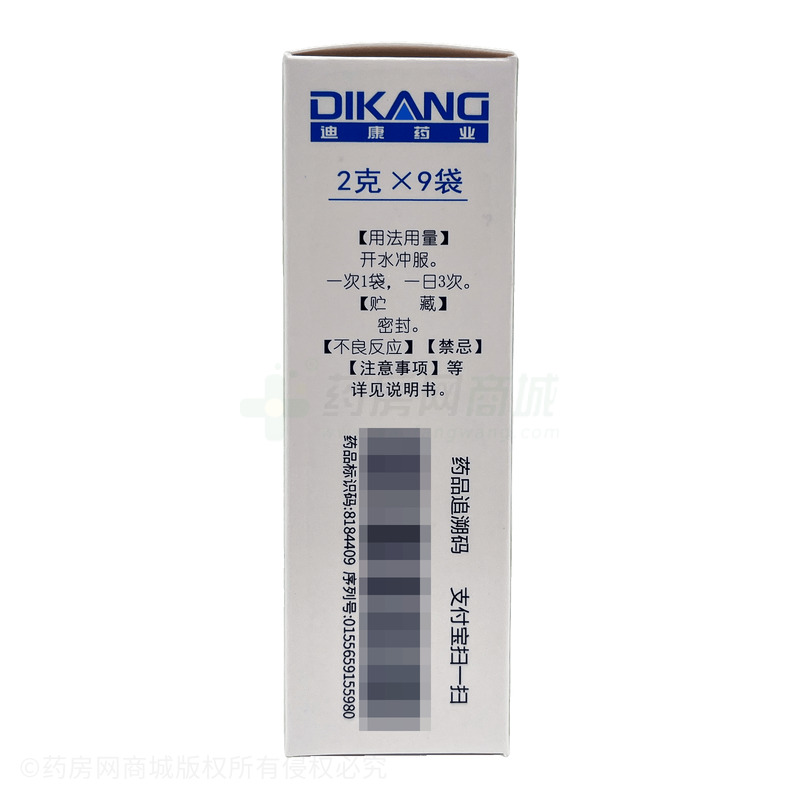 DIKANG
迪康药业
2克×9袋
【用法用量】
开水冲服。
一次1袋，一日3次。
【贮　藏】
密封。
【不良反应】【禁忌】
【注意事项】等
详见说明书。
药房网商城
药品追溯码　支付宝扫一扫
药品标识码:8184409 序列号:0155659155980
©药房网商城版权所有侵权必究